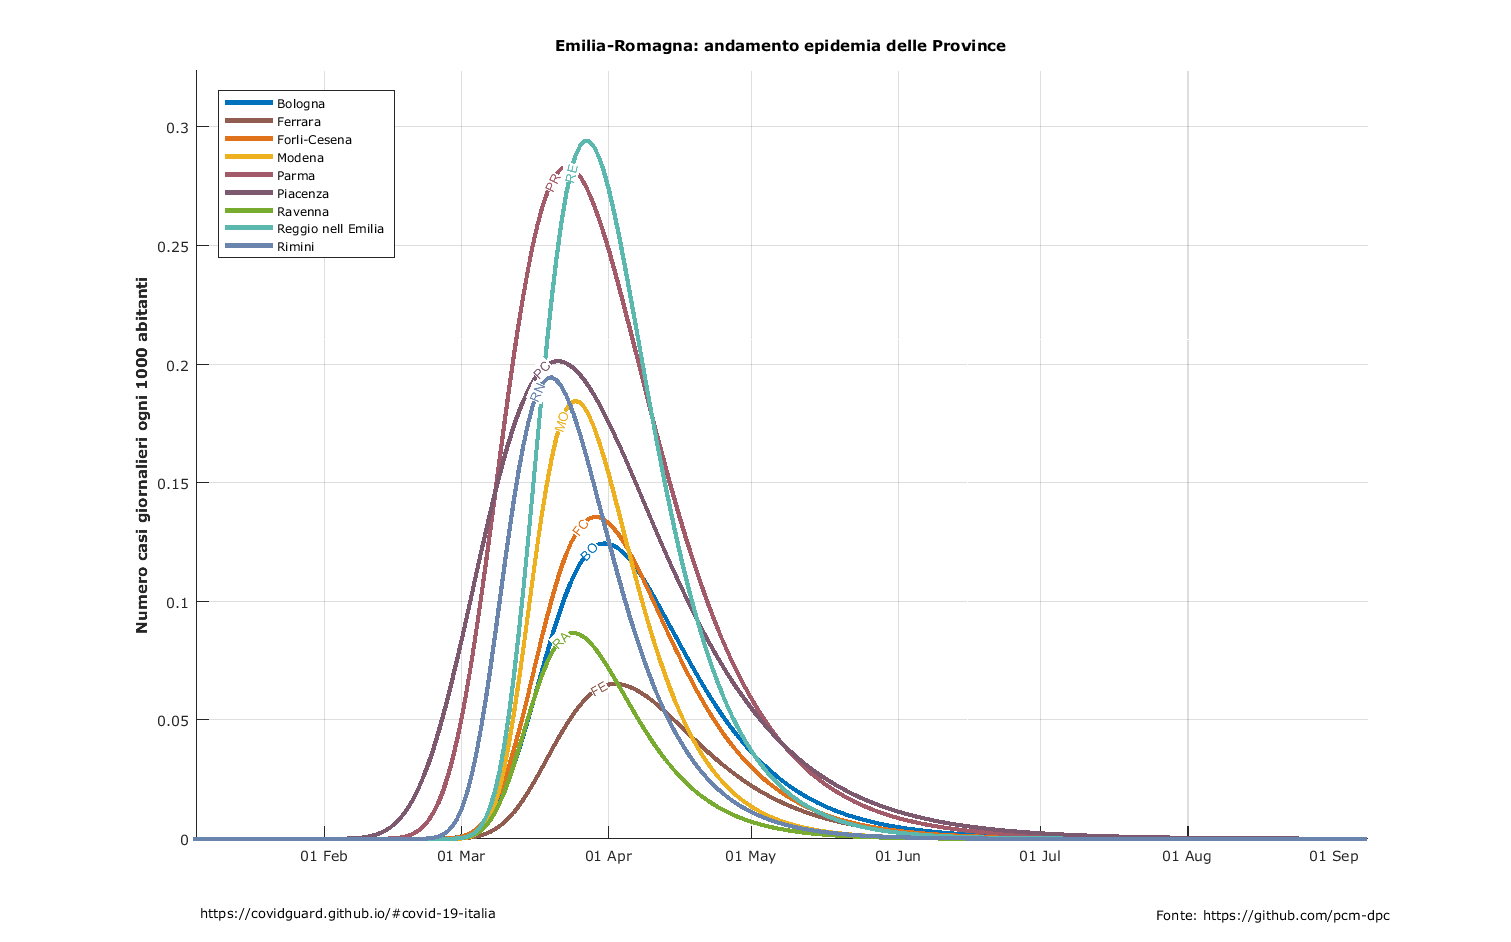 Emilia-Romagna: andamento epidemia delle Province
Numero casi giornalieri ogni 1000 abitanti
Bologna
Ferrara
Forli-Cesena
Modena
Parma
Piacenza
Ravenna
Reggio nell Emilia
Rimini
0.3
0.25
0.2
0.15
0.1
0.05
0
PR
RE
PC
RN
MO
FC
BO
RA
FE
01 Feb
01 Mar
01 Apr
01 May
01 Jun
01 Jul
01 Aug
01 Sep
https://covidguard.github.io/#covid-19-italia
Fonte: https://github.com/pcm-dpc